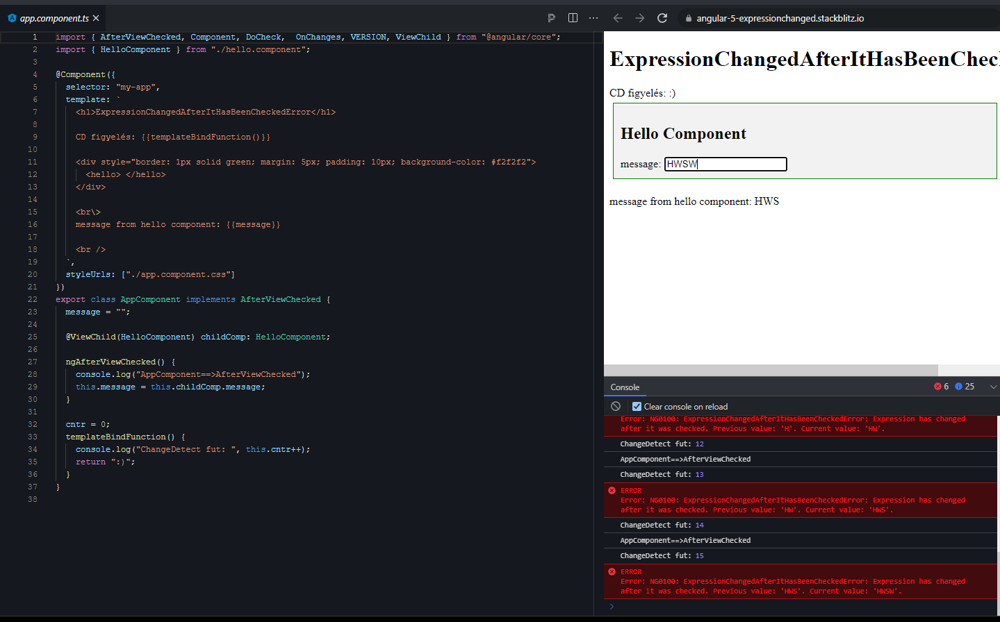 app.component.ts
angular-5-expressionchanged.stackblitz.io
1 import { AfterViewChecked, Component, DoCheck,  OnChanges, VERSION, ViewChild } from "@angular/core";
2 import { HelloComponent } from "./hello.component";
3
4 @Component({
5   selector: "my-app",
6   template: `
7     <h1>ExpressionChangedAfterItHasBeenCheckedError</h1>
8
9     CD figyelés: {{templateBindFunction()}}
10
11     <div style="border: 1px solid green; margin: 5px; padding: 10px; background-color: #f2f2f2">
12       <hello> </hello>
13     </div>
14
15     <br\>
16     message from hello component: {{message}}
17
18     <br />
19   `,
20   styleUrls: ["./app.component.css"]
21 })
22 export class AppComponent implements AfterViewChecked {
23   message = "";
24
25   @ViewChild(HelloComponent) childComp: HelloComponent;
26
27   ngAfterViewChecked() {
28     console.log("AppComponent==>AfterViewChecked");
29     this.message = this.childComp.message;
30   }
31
32   cntr = 0;
33   templateBindFunction() {
34     console.log("ChangeDetect fut: ", this.cntr++);
35     return ":)";
36   }
37 }
38
ExpressionChangedAfterItHasBeenChec
CD figyelés: :)
Hello Component
message: HWSW
message from hello component: HWS
Console 6 25
Clear console on reload
Error: NG0100: ExpressionChangedAfterItHasBeenCheckedError: Expression has changed
after it was checked. Previous value: 'H'. Current value: 'HW'.
ChangeDetect fut: 12
AppComponent==>AfterViewChecked
ChangeDetect fut: 13
ERROR
Error: NG0100: ExpressionChangedAfterItHasBeenCheckedError: Expression has changed
after it was checked. Previous value: 'HW'. Current value: 'HWS'.
ChangeDetect fut: 14
AppComponent==>AfterViewChecked
ChangeDetect fut: 15
ERROR
Error: NG0100: ExpressionChangedAfterItHasBeenCheckedError: Expression has changed
after it was checked. Previous value: 'HWS'. Current value: 'HWSW'.